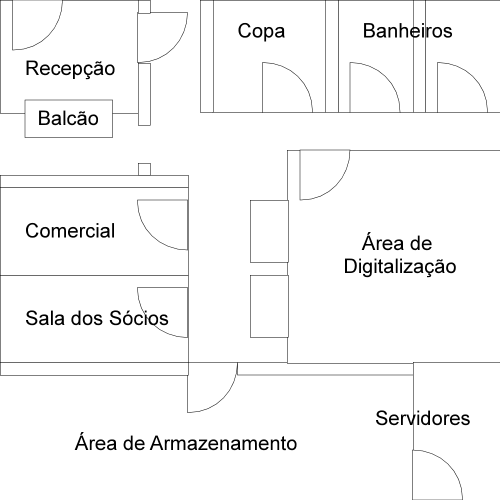 Copa
Banheiros
Recepção
Balcão
Comercial
Área de
Digitalização
Sala dos Sócios
Servidores
Área de Armazenamento